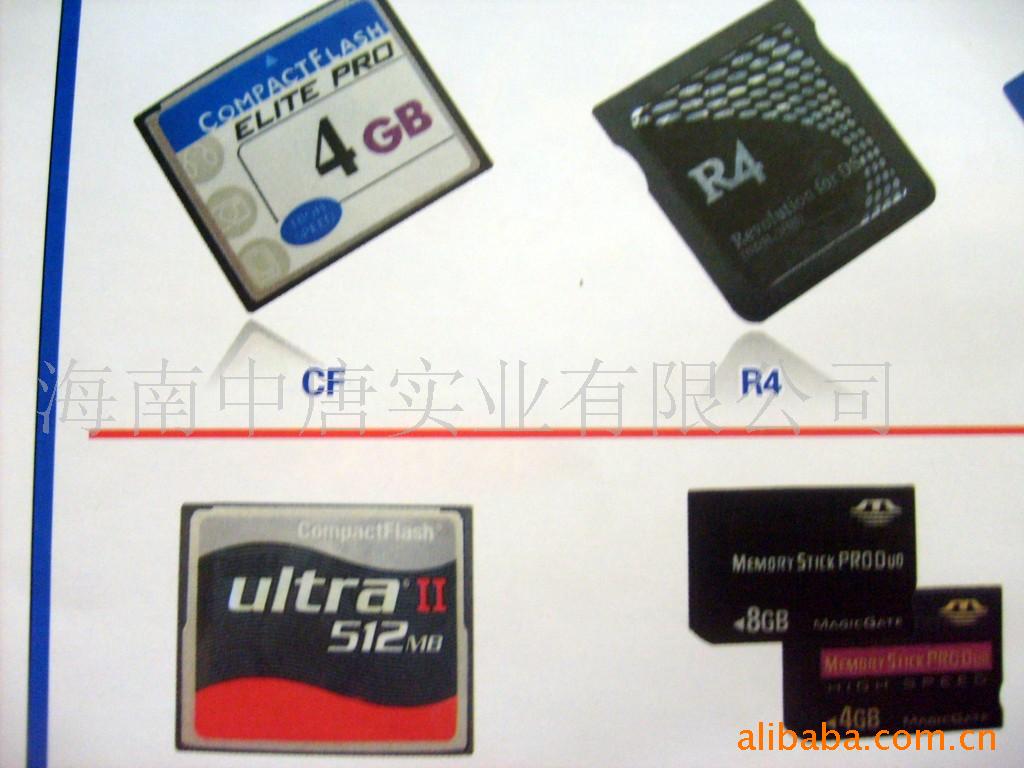 COMPACTFLASH
ELITE PRO
4 GB
HIGH
SPEED
R4
Revolution for DS
CF
R4
海南中唐实业有限公司
CompactFlash
ultra II
512MB
MEMORY STICK PRO DUO
8GB MAGICGATE
MEMORY STICK PRO DUO
HIGH SPEED
4GB MAGICGATE
alibaba.com.cn